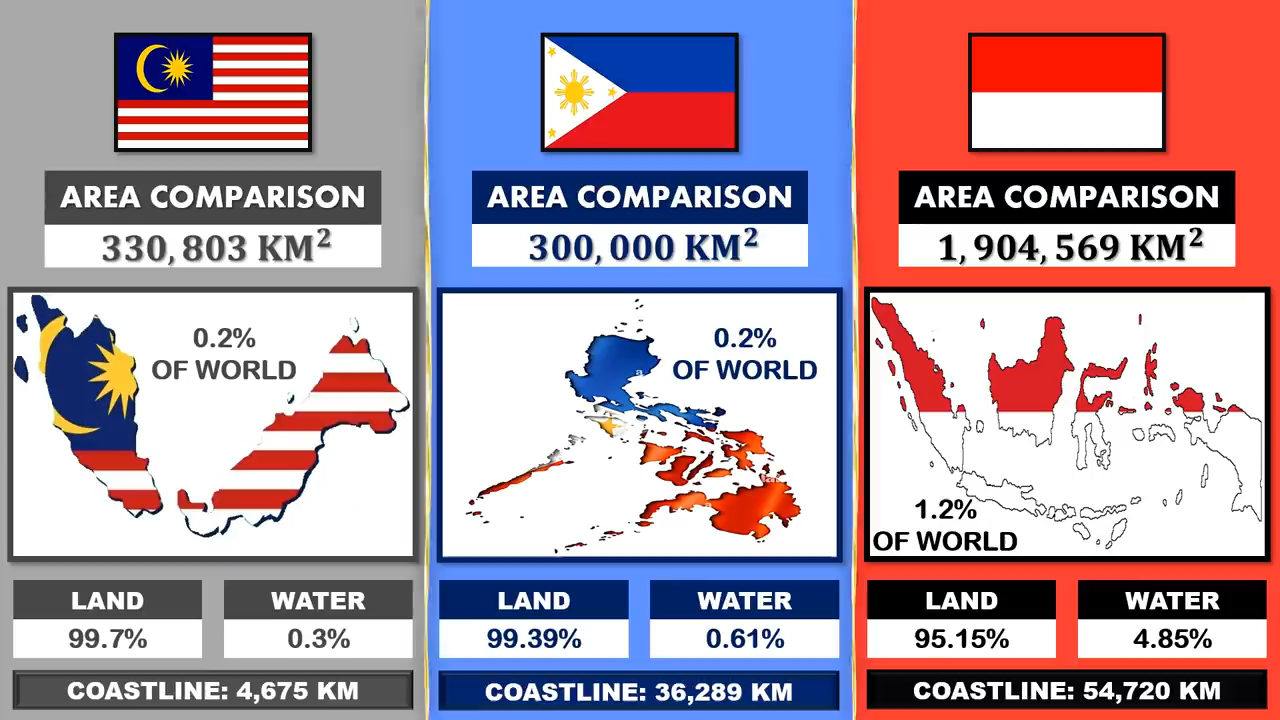 AREA COMPARISON
330, 803 KM²
0.2%
OF WORLD
LAND
99.7%
WATER
0.3%
COASTLINE: 4,675 KM
AREA COMPARISON
300, 000 KM²
0.2%
OF WORLD
LAND
99.39%
WATER
0.61%
COASTLINE: 36,289 KM
AREA COMPARISON
1, 904, 569 KM²
1.2%
OF WORLD
LAND
95.15%
WATER
4.85%
COASTLINE: 54,720 KM